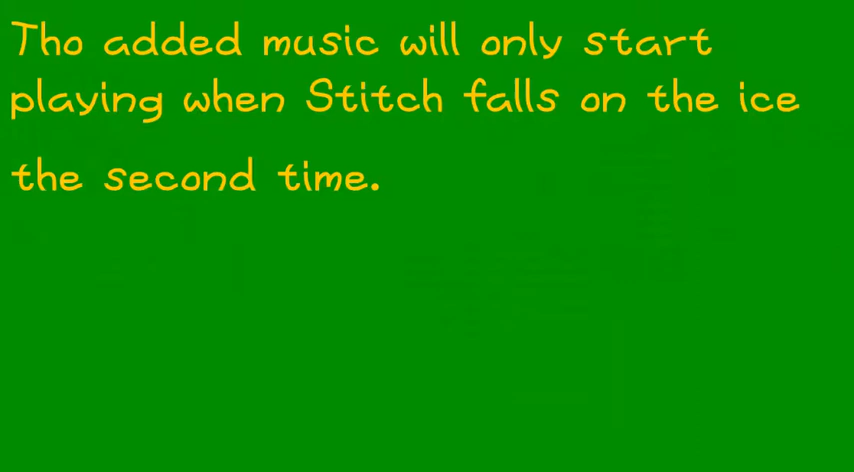 Tho added music will only start
playing when Stitch falls on the ice
the second time.